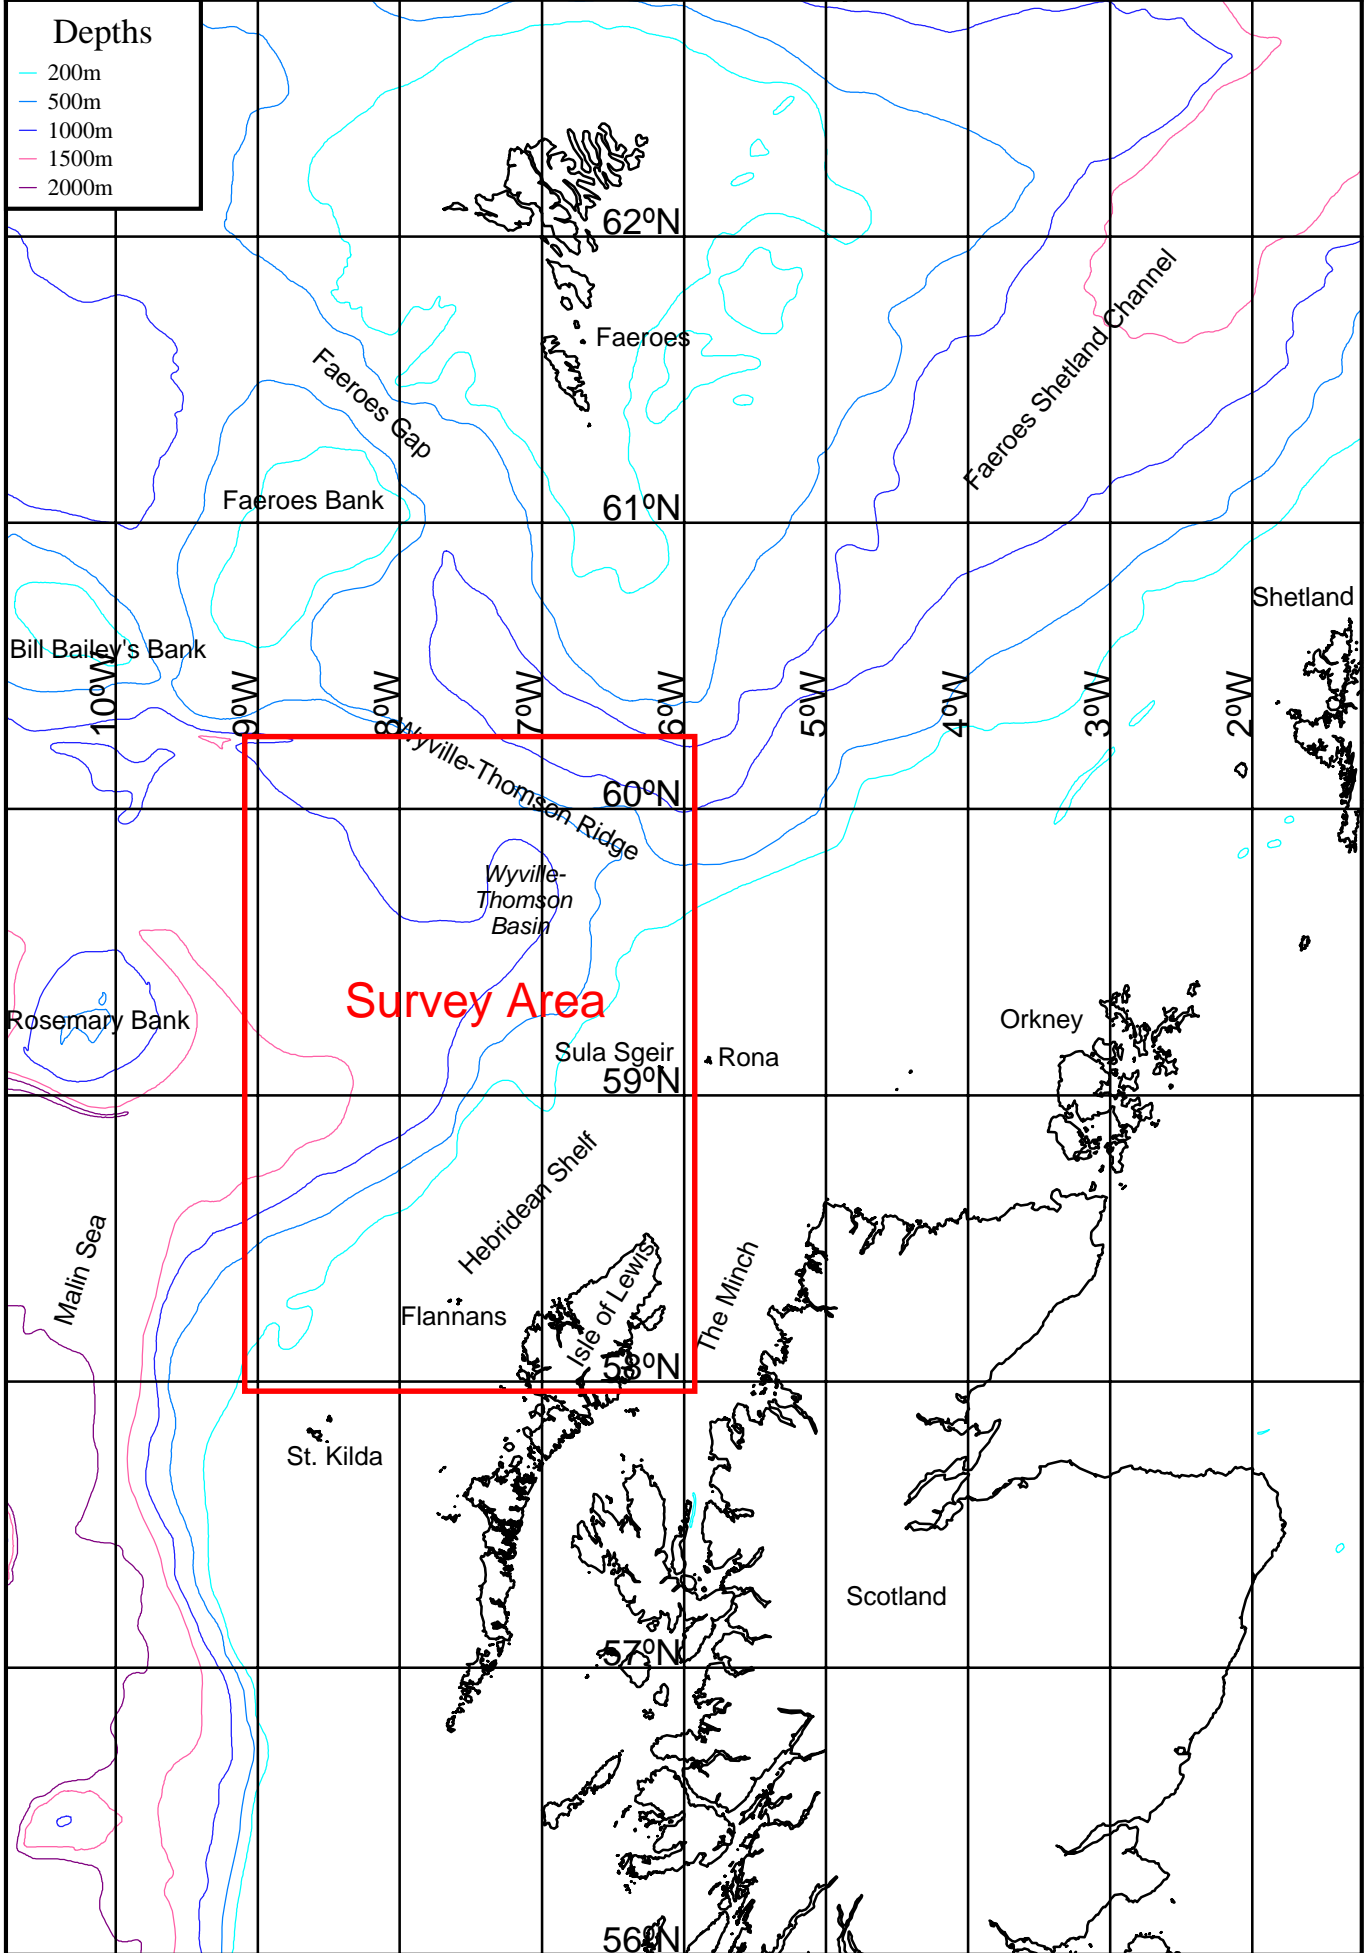 Depths
200m
500m
1000m
1500m
2000m
62ºN
Faeroes
Faeroes Shetland Channel
Faeroes Gap
Faeroes Bank
61ºN
Shetland
Bill Bailey's Bank
10ºW
9ºW
8ºW
7ºW
6ºW
5ºW
4ºW
3ºW
2ºW
Wyville-Thomson Ridge
60ºN
Wyville-
Thomson
Basin
Survey Area
Rosemary Bank
Orkney
Sula Sgeir
Rona
59ºN
Hebridean Shelf
Malin Sea
Isle of Lewis
The Minch
Flannans
58ºN
St. Kilda
Scotland
57ºN
56ºN